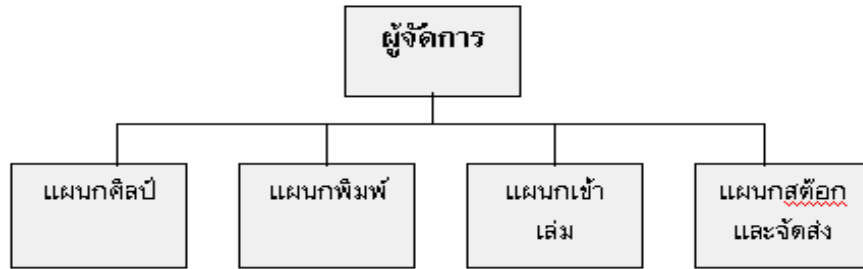 ผู้จัดการ
แผนกศิลป์
แผนกพิมพ์
แผนกเข้า
เล่ม
แผนกสต๊อก
และจัดส่ง